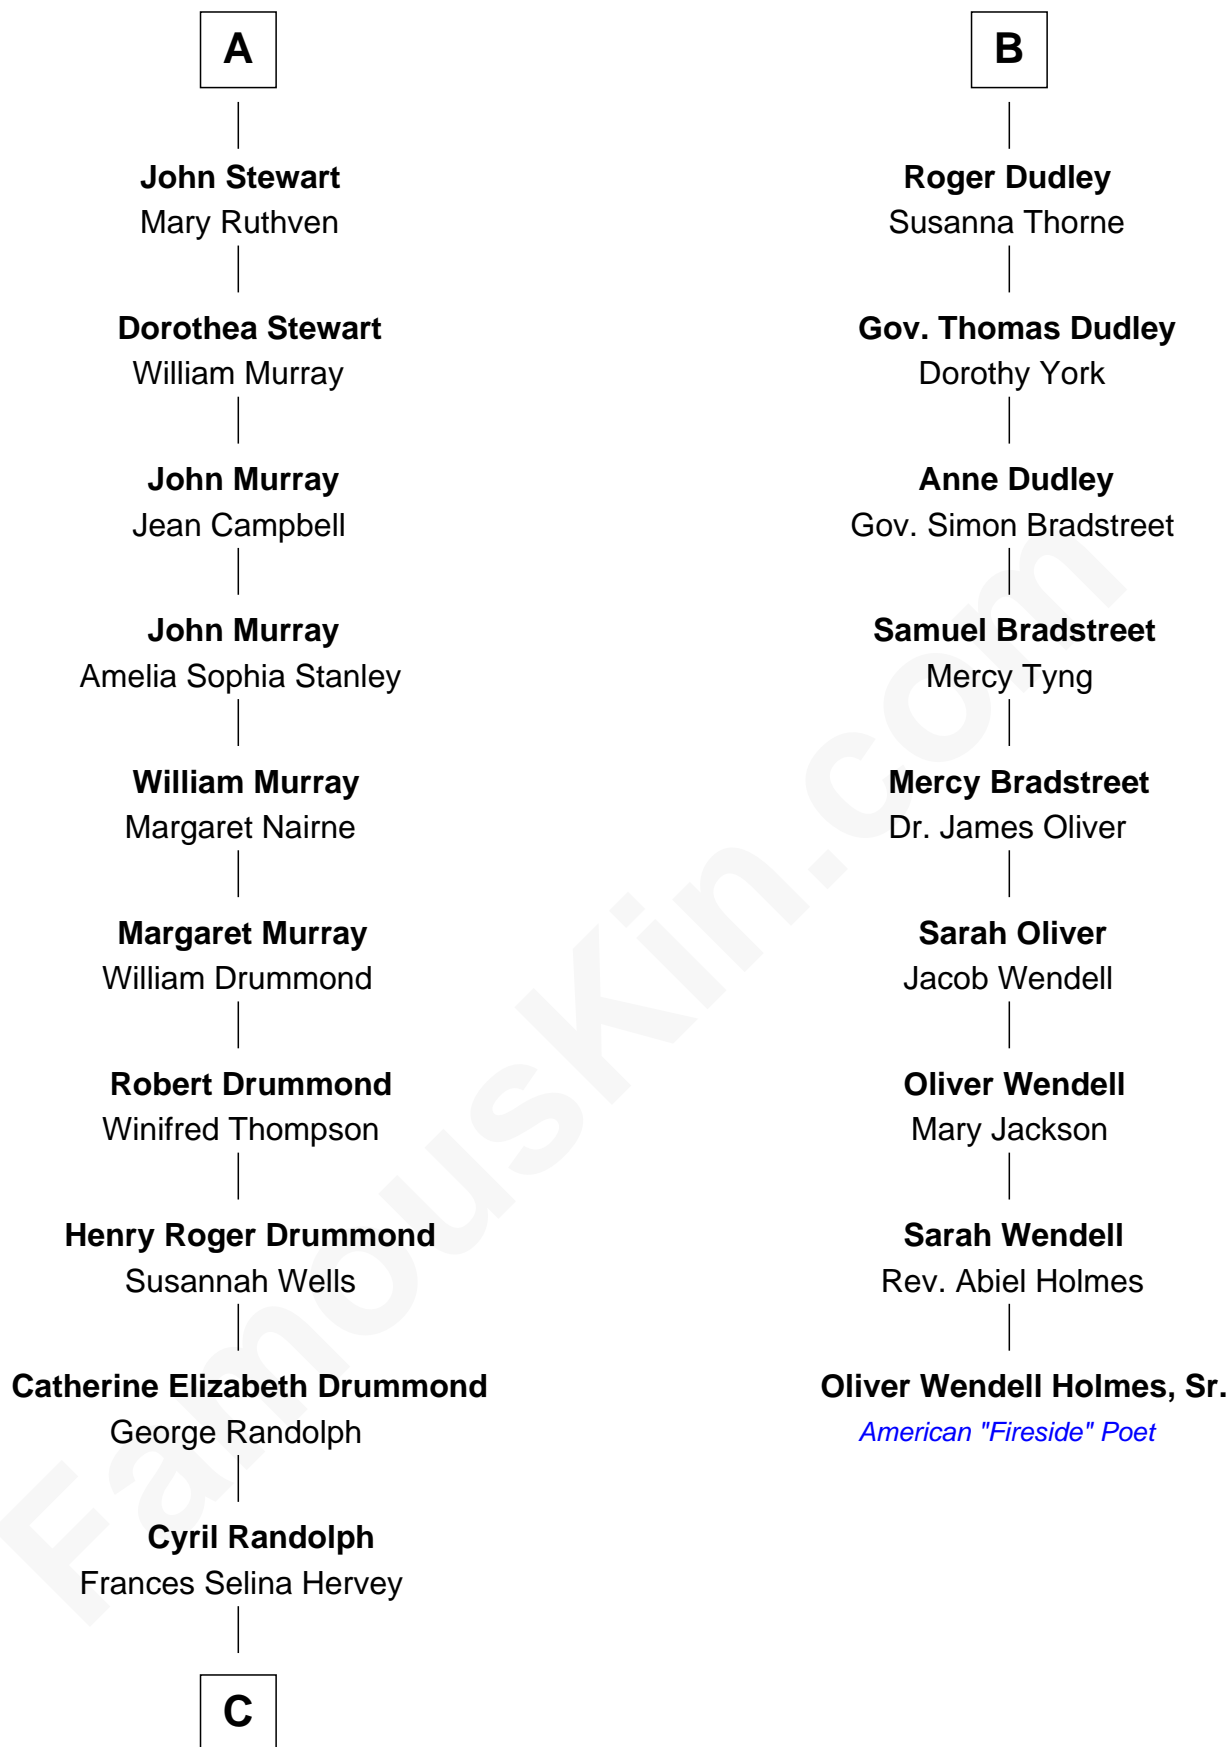 A
John Stewart
Mary Ruthven
Dorothea Stewart
William Murray
John Murray
Jean Campbell
John Murray
Amelia Sophia Stanley
William Murray
Margaret Nairne
Margaret Murray
William Drummond
Robert Drummond
Winifred Thompson
Henry Roger Drummond
Susannah Wells
Catherine Elizabeth Drummond
George Randolph
Cyril Randolph
Frances Selina Hervey
C
B
Roger Dudley
Susanna Thorne
Gov. Thomas Dudley
Dorothy York
Anne Dudley
Gov. Simon Bradstreet
Samuel Bradstreet
Mercy Tyng
Mercy Bradstreet
Dr. James Oliver
Sarah Oliver
Jacob Wendell
Oliver Wendell
Mary Jackson
Sarah Wendell
Rev. Abiel Holmes
Oliver Wendell Holmes, Sr.
American "Fireside" Poet
FamousKin.com